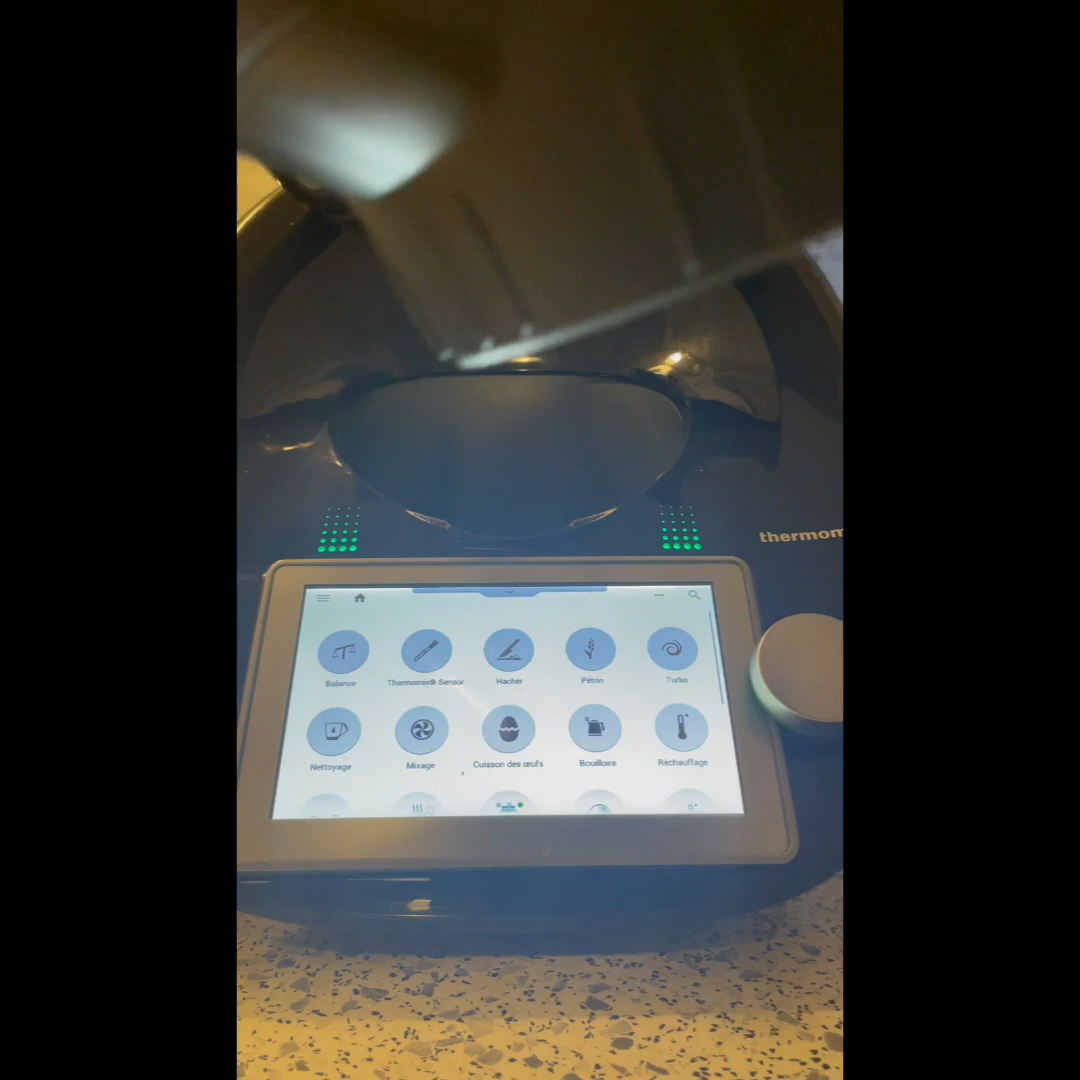 thermom
Balance
Thermomix® Sensor
Hacher
Pétrin
Turbo
Nettoyage
Mixage
Cuisson des œufs
Bouilloire
Réchauffage